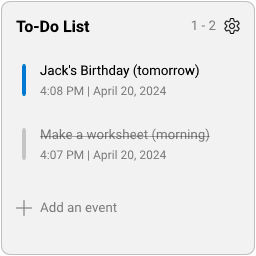 To-Do List 1 - 2
Jack's Birthday (tomorrow)
4:08 PM | April 20, 2024
Make a worksheet (morning)
4:07 PM | April 20, 2024
Add an event